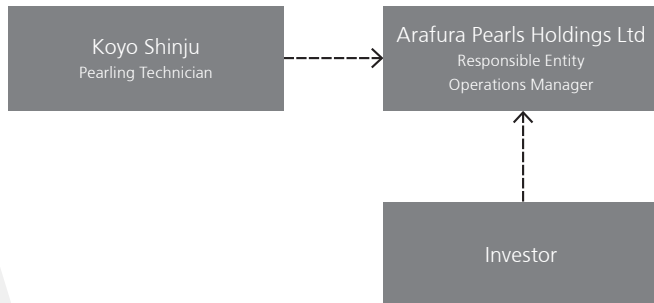 Koyo Shinju
Pearling Technician
Arafura Pearls Holdings Ltd
Responsible Entity
Operations Manager
Investor